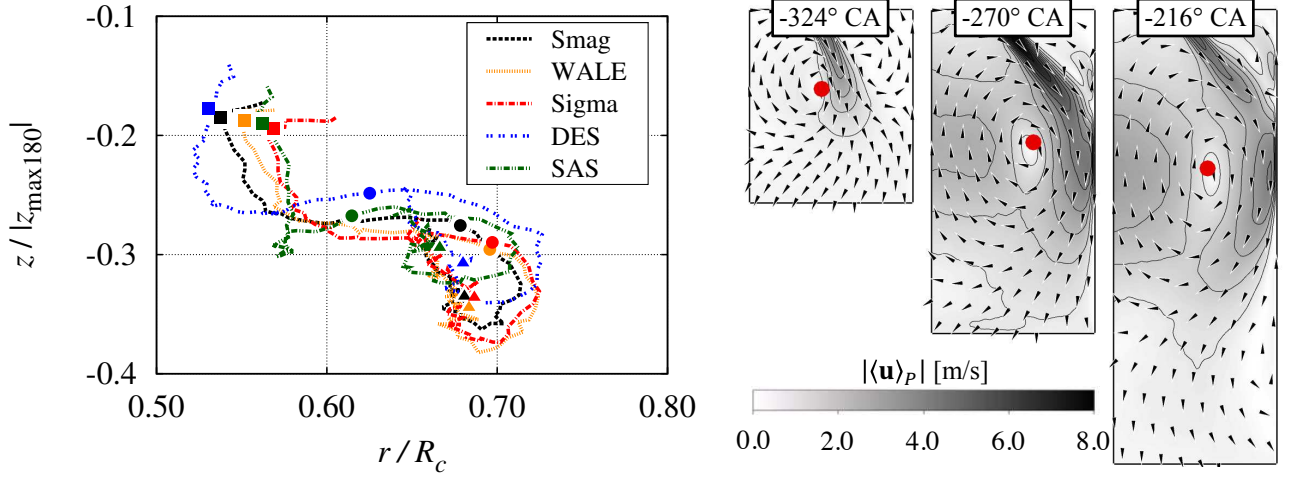 -0.1
-0.2
-0.3
-0.4
z / |z_max180|
0.50
0.60
0.70
0.80
r / R_c
Smag
WALE
Sigma
DES
SAS
-324° CA
-270° CA
-216° CA
|⟨u⟩_P| [m/s]
0.0 2.0 4.0 6.0 8.0